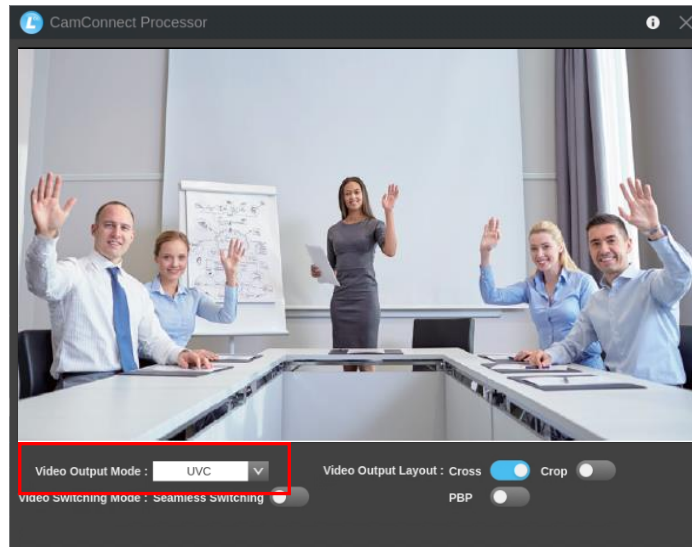 CamConnect Processor
Video Output Mode : UVC Video Output Layout : Cross Crop
Video Switching Mode : Seamless Switching PBP